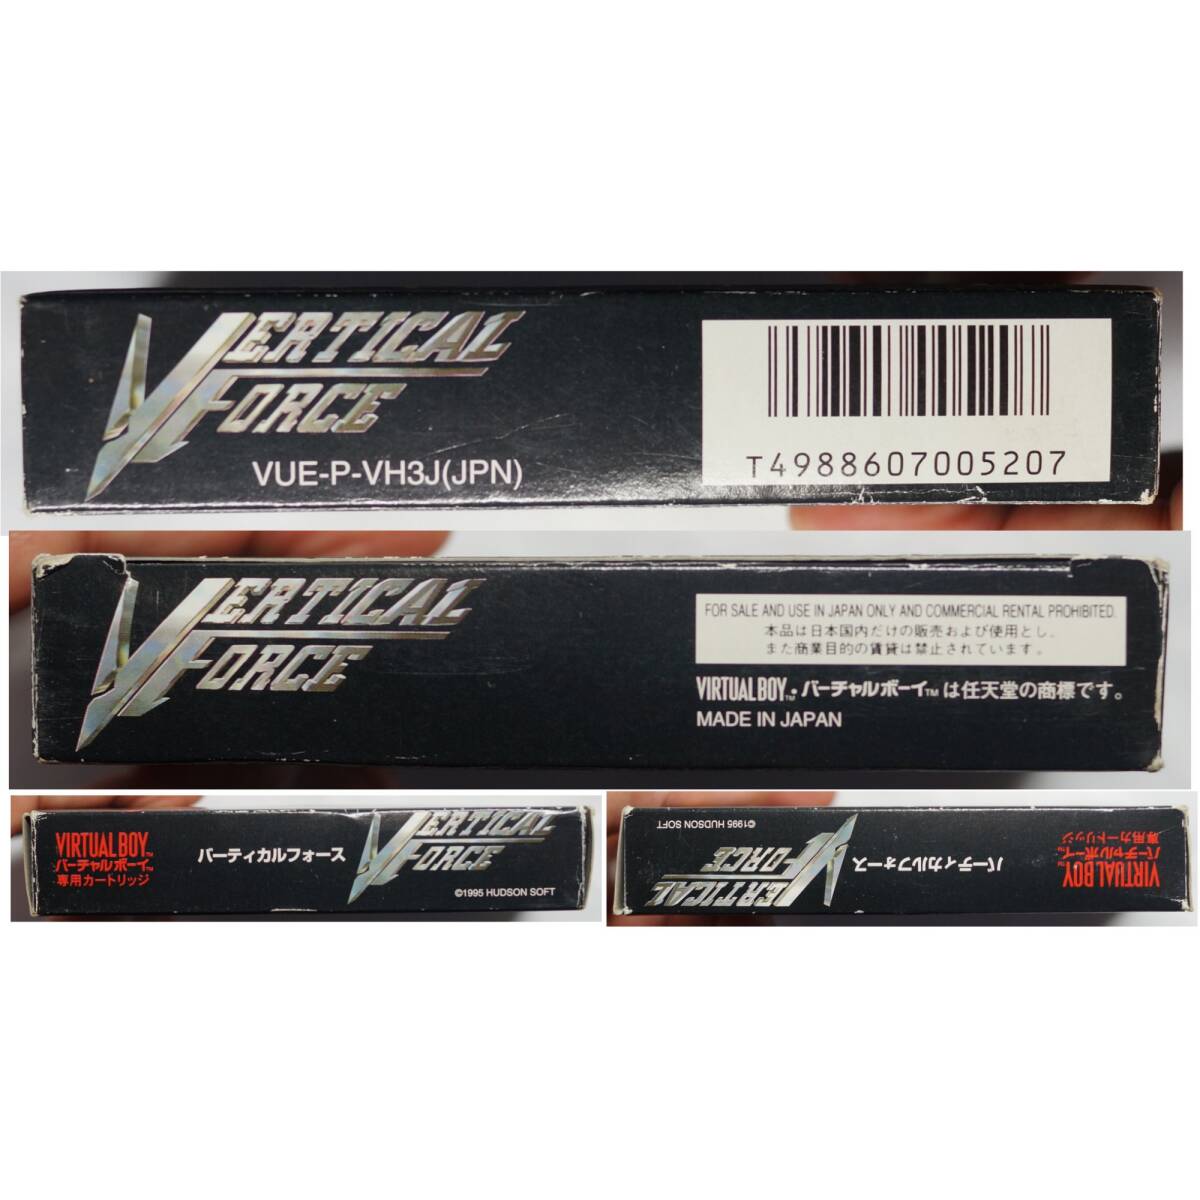 VERTICAL
FORCE
VUE-P-VH3J(JPN)
T4988607005207
VERTICAL
FORCE
FOR SALE AND USE IN JAPAN ONLY AND COMMERCIAL RENTAL PROHIBITED.
本品は日本国内だけの販売および使用とし、
また商業目的の賃貸は禁止されています。
VIRTUAL BOY™・バーチャルボーイ™は任天堂の商標です。
MADE IN JAPAN
VIRTUAL BOY™
バーチャルボーイ™
専用カートリッジ
バーティカルフォース
VERTICAL
FORCE
©1995 HUDSON SOFT
VIRTUAL BOY™
バーチャルボーイ™
専用カートリッジ
バーティカルフォース
VERTICAL
FORCE
©1995 HUDSON SOFT